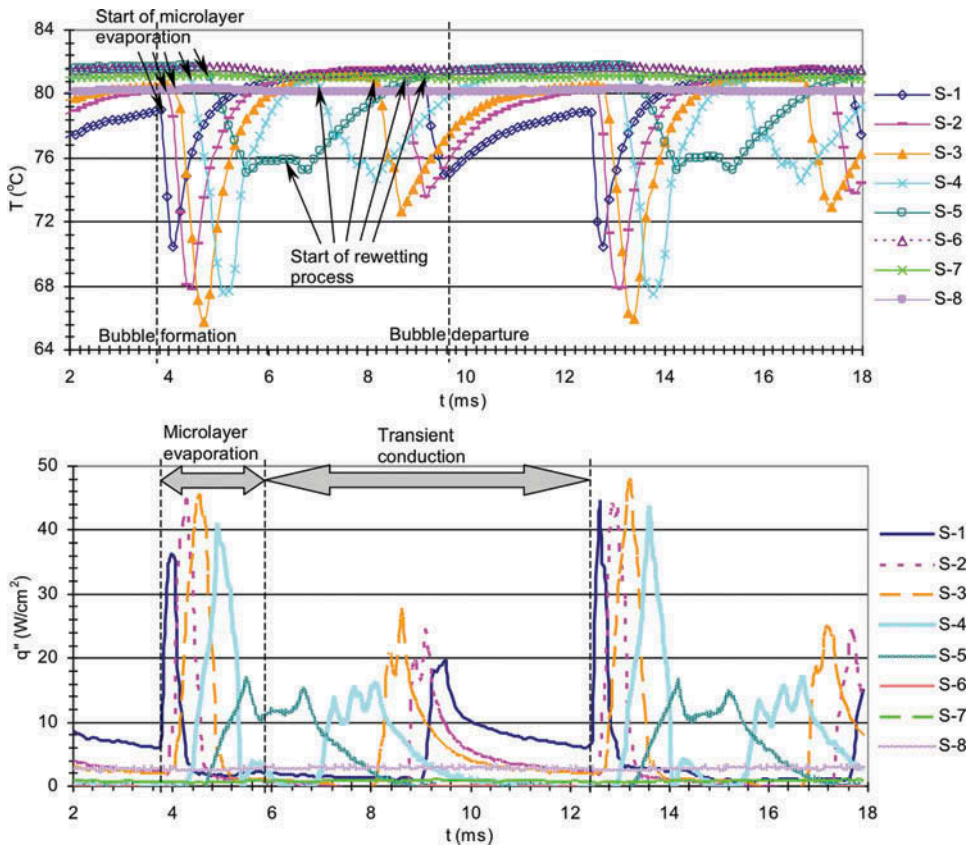 Start of microlayer
evaporation
84
80
76
72
68
64
T (°C)
Start of rewetting
process
Bubble formation
Bubble departure
2 4 6 8 10 12 14 16 18
t (ms)
S-1
S-2
S-3
S-4
S-5
S-6
S-7
S-8
Microlayer
evaporation
Transient
conduction
50
40
30
20
10
0
q" (W/cm²)
2 4 6 8 10 12 14 16 18
t (ms)
S-1
S-2
S-3
S-4
S-5
S-6
S-7
S-8